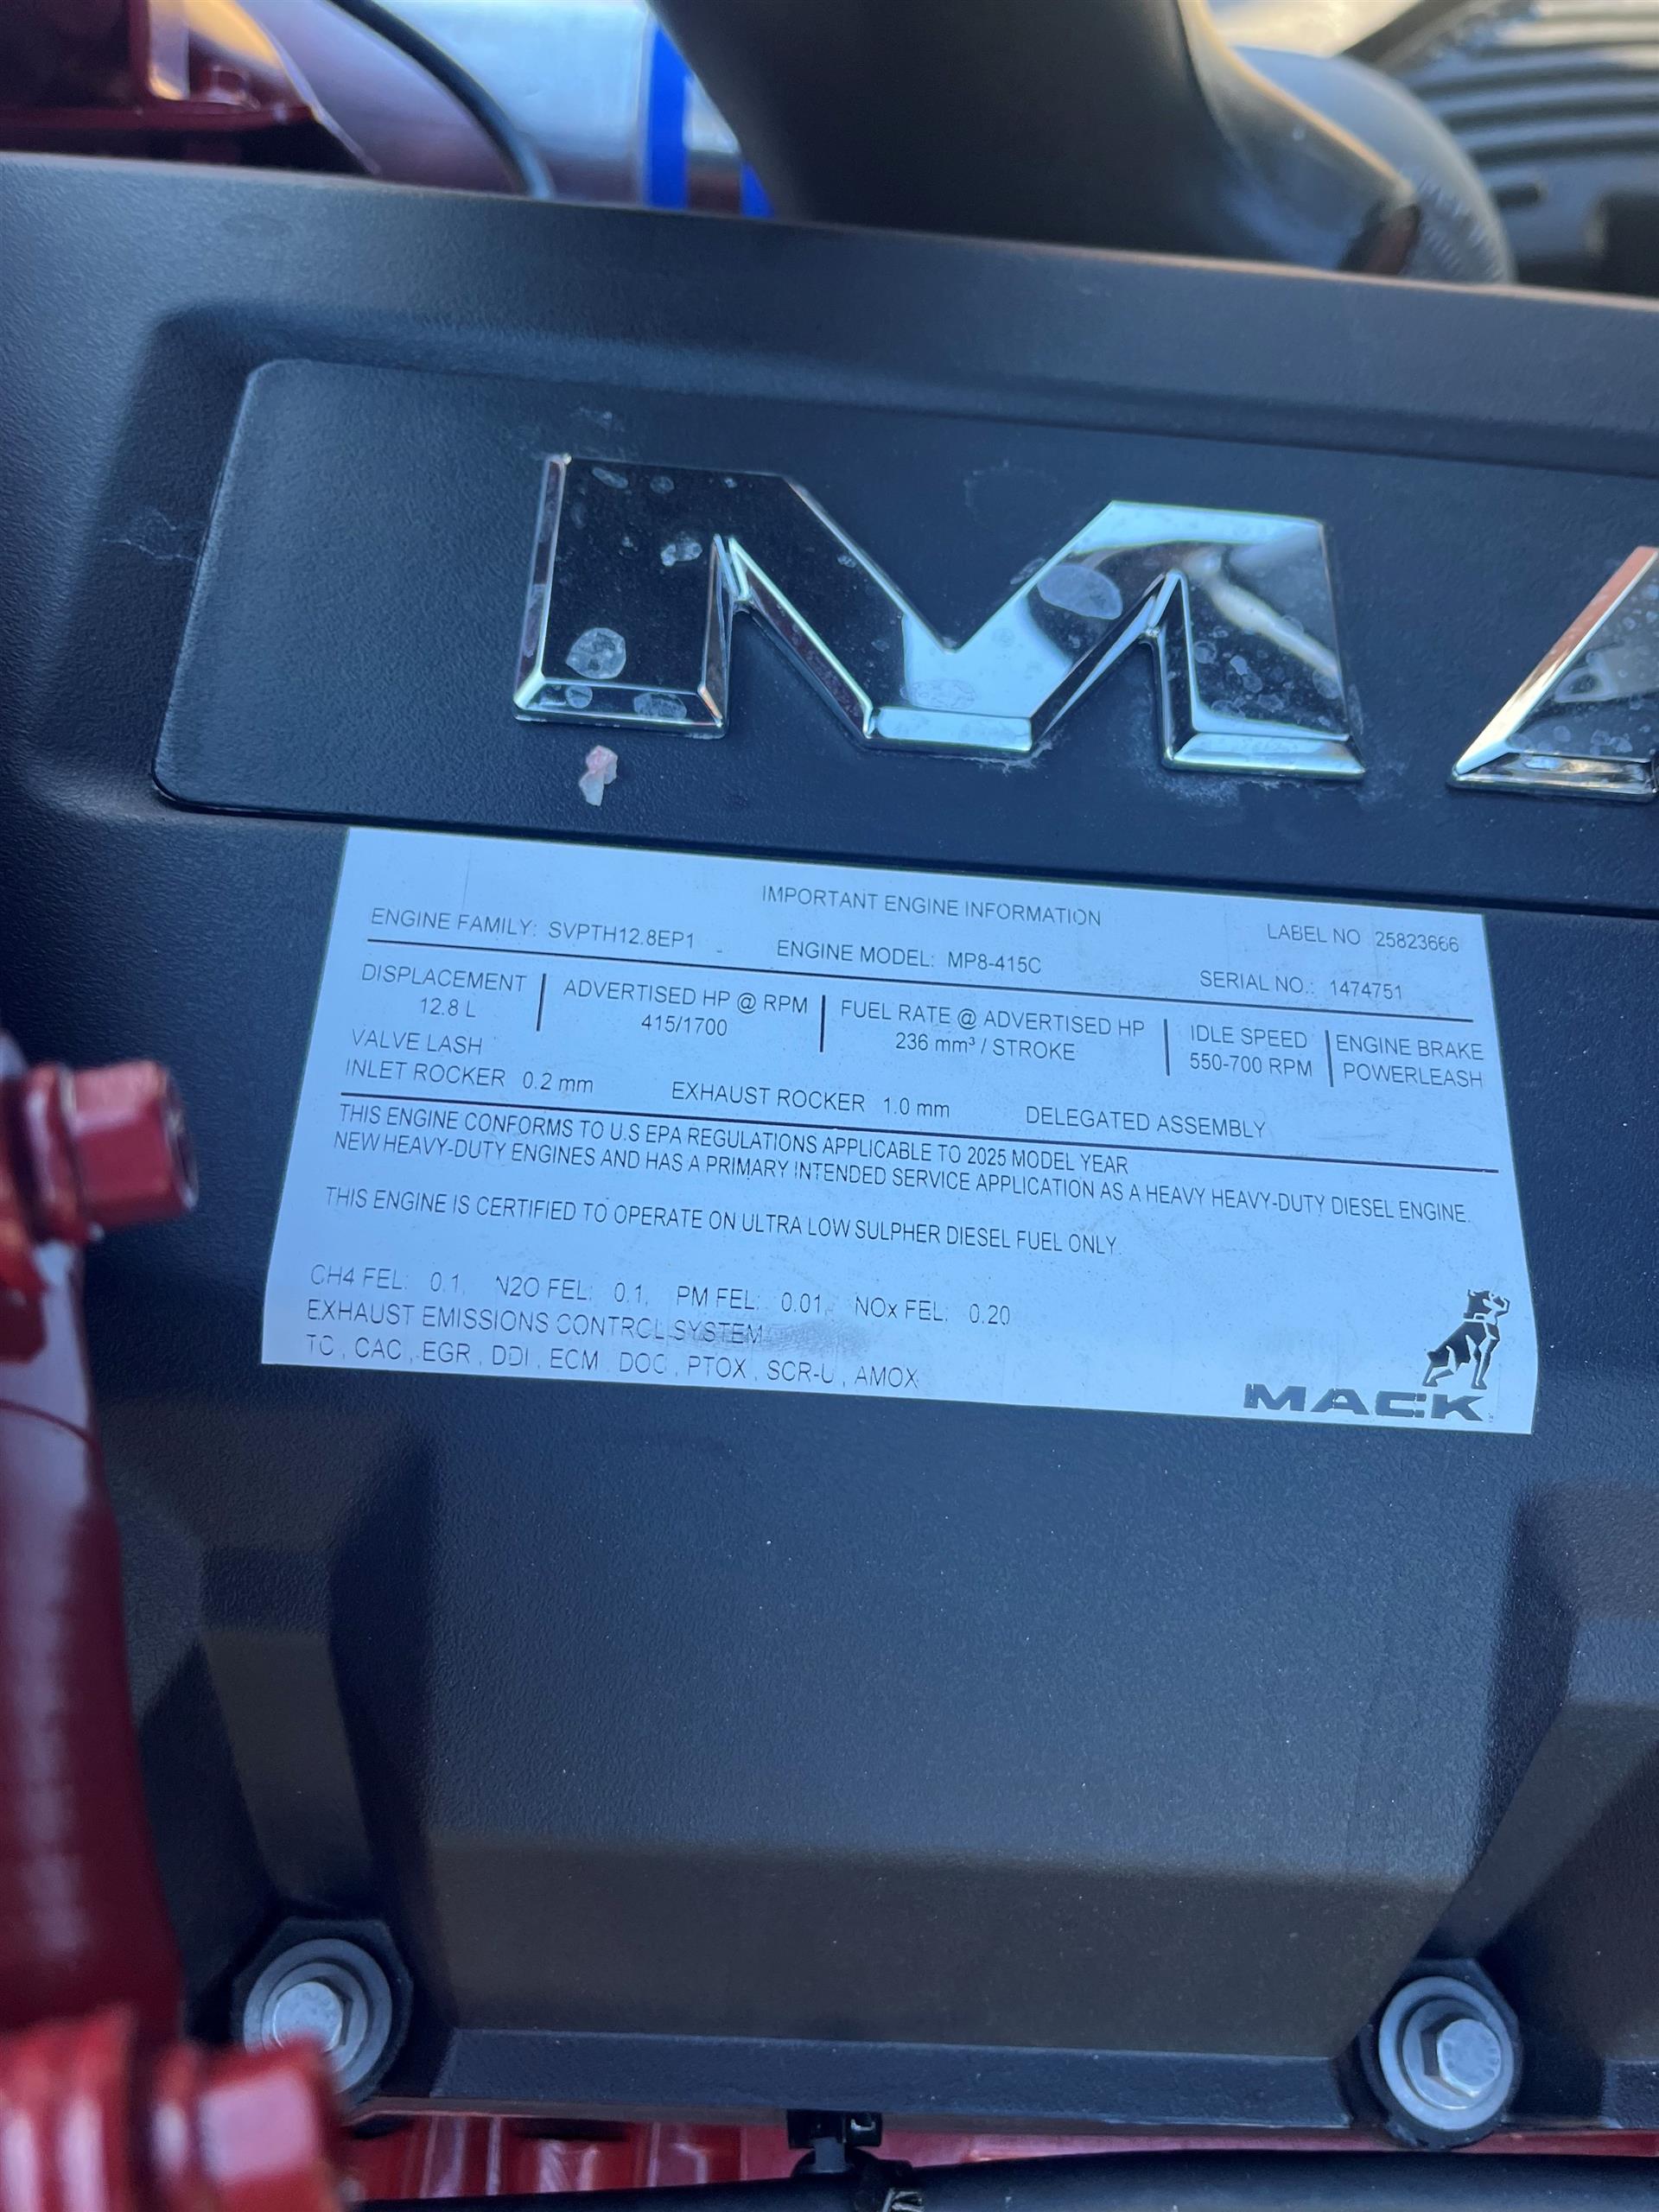 MA
IMPORTANT ENGINE INFORMATION
ENGINE FAMILY: SVPTH12.8EP1 ENGINE MODEL: MP8-415C LABEL NO 25823666
SERIAL NO.: 1474751
DISPLACEMENT ADVERTISED HP @ RPM FUEL RATE @ ADVERTISED HP IDLE SPEED ENGINE BRAKE
12.8 L 415/1700 236 mm³ / STROKE 550-700 RPM POWERLEASH
VALVE LASH
INLET ROCKER 0.2 mm EXHAUST ROCKER 1.0 mm DELEGATED ASSEMBLY
THIS ENGINE CONFORMS TO U.S EPA REGULATIONS APPLICABLE TO 2025 MODEL YEAR
NEW HEAVY-DUTY ENGINES AND HAS A PRIMARY INTENDED SERVICE APPLICATION AS A HEAVY HEAVY-DUTY DIESEL ENGINE.
THIS ENGINE IS CERTIFIED TO OPERATE ON ULTRA LOW SULPHER DIESEL FUEL ONLY
CH4 FEL: 0.1, N2O FEL: 0.1, PM FEL: 0.01, NOx FEL: 0.20
EXHAUST EMISSIONS CONTROL SYSTEM
TC , CAC , EGR , DDI , ECM , DOC , PTOX , SCR-U , AMOX
MACK